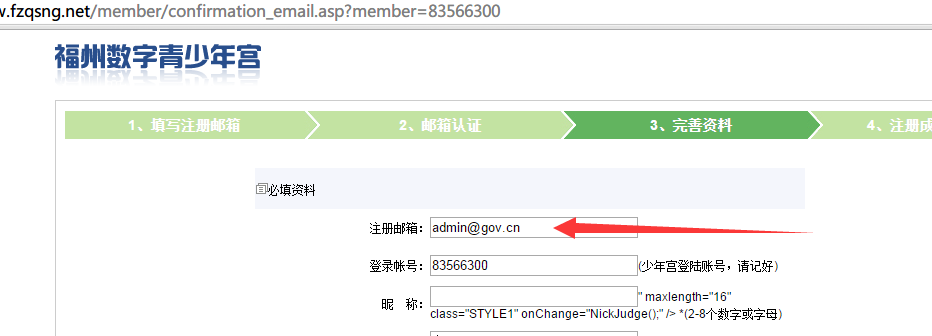 w.fzqsng.net/member/confirmation_email.asp?member=83566300
福州数字青少年宫
1、填写注册邮箱 2、邮箱认证 3、完善资料 4、注册成
必填资料
注册邮箱： admin@gov.cn
登录帐号： 83566300 (少年宫登陆账号，请记好)
昵 称： " maxlength="16"
class="STYLE1" onChange="NickJudge();" /> *(2-8个数字或字母)